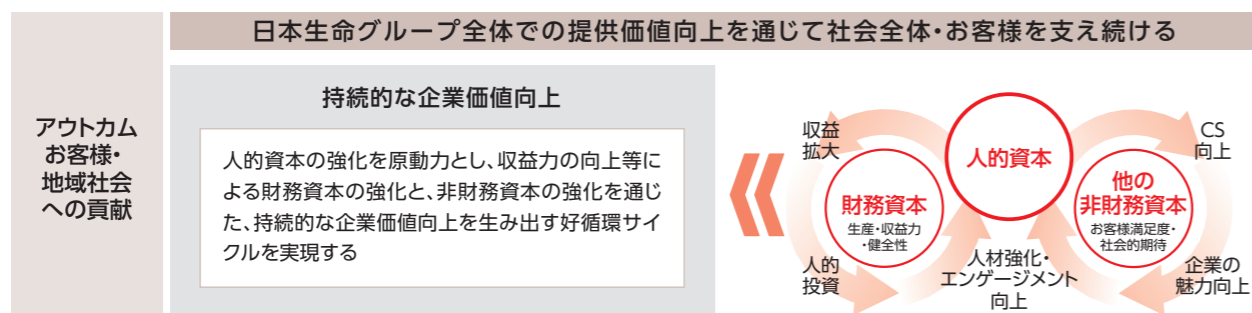 日本生命グループ全体での提供価値向上を通じて社会全体・お客様を支え続ける
アウトカム
お客様・
地域社会
への貢献
持続的な企業価値向上
人的資本の強化を原動力とし、収益力の向上等に
よる財務資本の強化と、非財務資本の強化を通じ
た、持続的な企業価値向上を生み出す好循環サイ
クルを実現する
収益
拡大
人的資本
CS
向上
財務資本
生産・収益力
・健全性
他の
非財務資本
お客様満足度・
社会的期待
人的
投資
人材強化・
エンゲージメント
向上
企業の
魅力向上